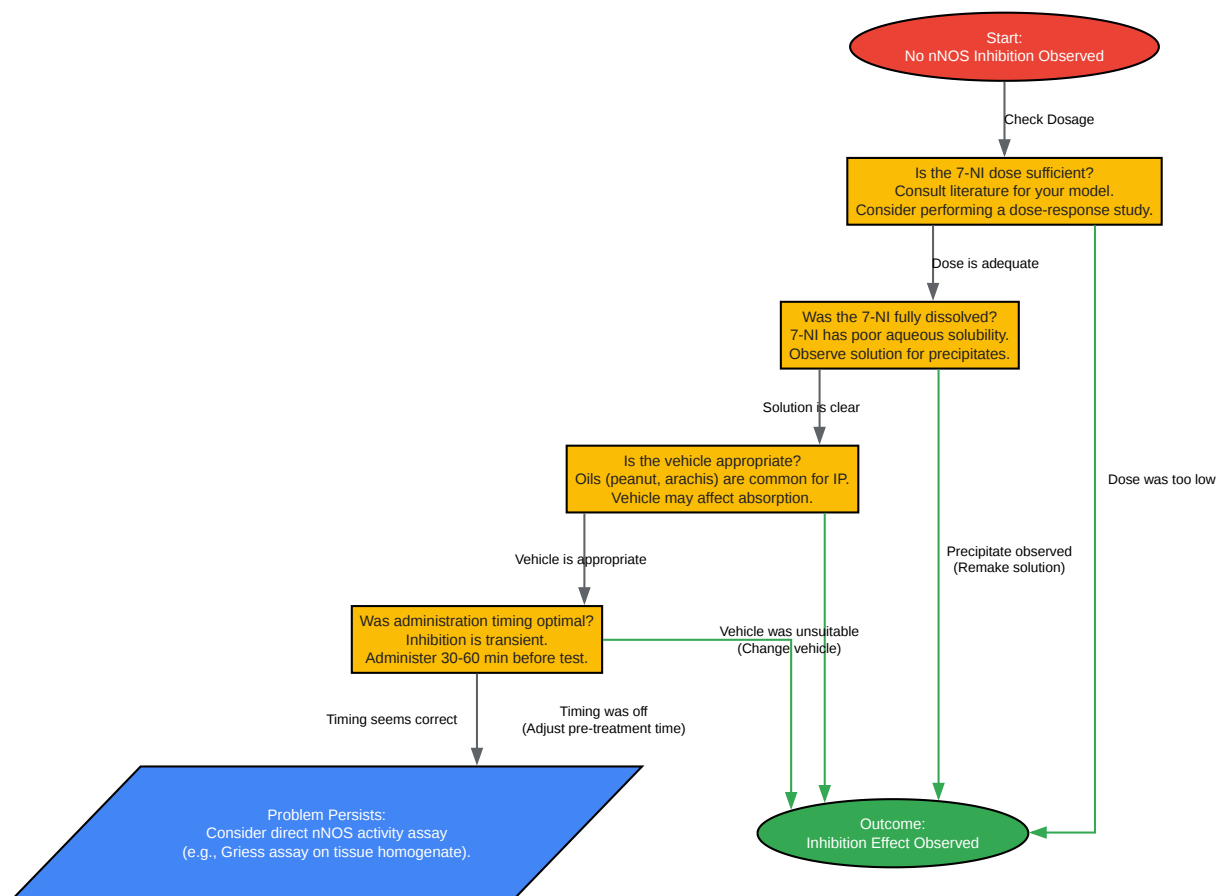 Start:
No nNOS Inhibition Observed
Check Dosage
Is the 7-NI dose sufficient?
Consult literature for your model.
Consider performing a dose-response study.
Dose is adequate
Was the 7-NI fully dissolved?
7-NI has poor aqueous solubility.
Observe solution for precipitates.
Solution is clear
Is the vehicle appropriate?
Oils (peanut, arachis) are common for IP.
Vehicle may affect absorption.
Dose was too low
Precipitate observed
(Remake solution)
Vehicle is appropriate
Was administration timing optimal?
Inhibition is transient.
Administer 30-60 min before test.
Vehicle was unsuitable
(Change vehicle)
Timing seems correct
Timing was off
(Adjust pre-treatment time)
Problem Persists:
Consider direct nNOS activity assay
(e.g., Griess assay on tissue homogenate).
Outcome:
Inhibition Effect Observed